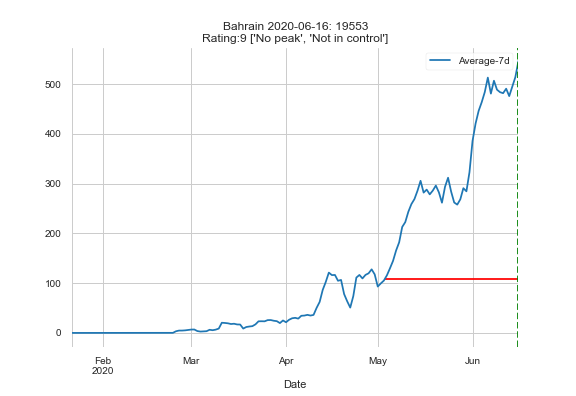 Bahrain 2020-06-16: 19553
Rating:9 ['No peak', 'Not in control']
Average-7d
500
400
300
200
100
0
Feb
2020
Mar
Apr
May
Jun
Date